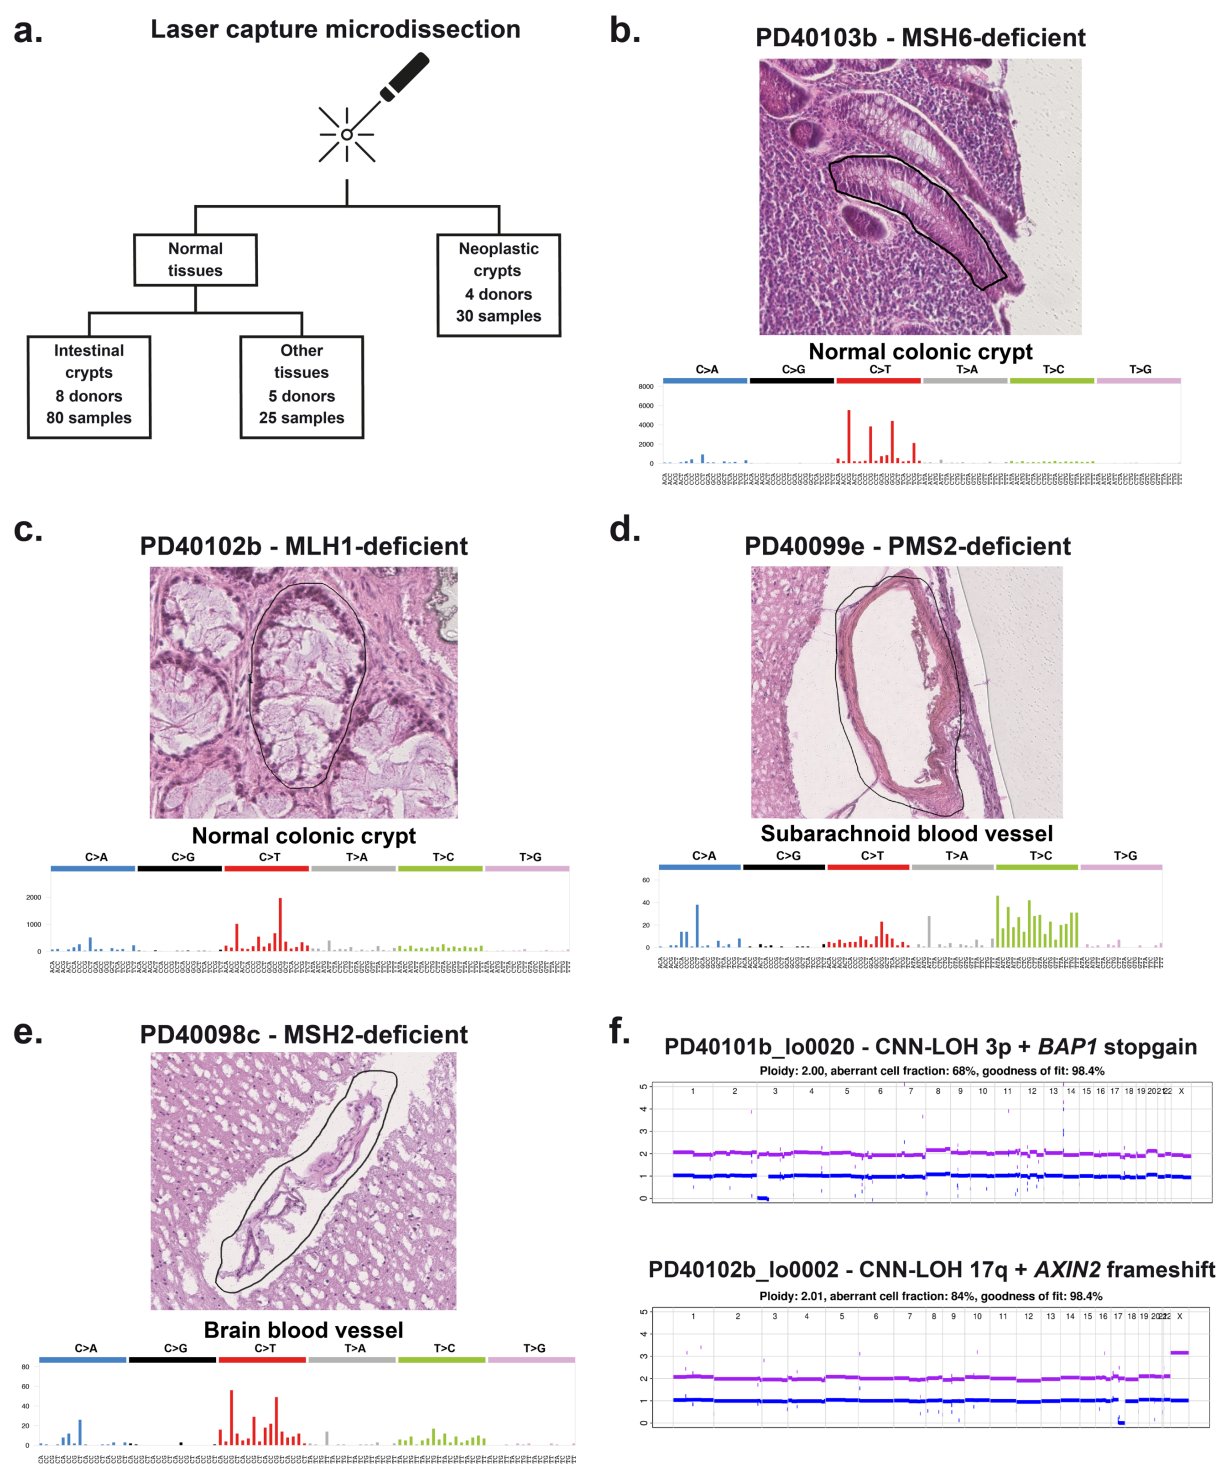 a.
Laser capture microdissection
Normal
tissues
Neoplastic
crypts
4 donors
30 samples
Intestinal
crypts
8 donors
80 samples
Other
tissues
5 donors
25 samples
b.
PD40103b - MSH6-deficient
Normal colonic crypt
C>A C>G C>T T>A T>C T>G
8000
6000
4000
2000
0
c.
PD40102b - MLH1-deficient
Normal colonic crypt
C>A C>G C>T T>A T>C T>G
2000
1000
0
d.
PD40099e - PMS2-deficient
Subarachnoid blood vessel
C>A C>G C>T T>A T>C T>G
60
40
20
0
e.
PD40098c - MSH2-deficient
Brain blood vessel
C>A C>G C>T T>A T>C T>G
80
60
40
20
0
f.
PD40101b_lo0020 - CNN-LOH 3p + BAP1 stopgain
Ploidy: 2.00, aberrant cell fraction: 68%, goodness of fit: 98.4%
1 2 3 4 5 6 7 8 9 10 11 12 13 14 15 16 17 18 19 20 21 22 X
5
4
3
2
1
0
PD40102b_lo0002 - CNN-LOH 17q + AXIN2 frameshift
Ploidy: 2.01, aberrant cell fraction: 84%, goodness of fit: 98.4%
1 2 3 4 5 6 7 8 9 10 11 12 13 14 15 16 17 18 19 20 22 X
5
4
3
2
1
0